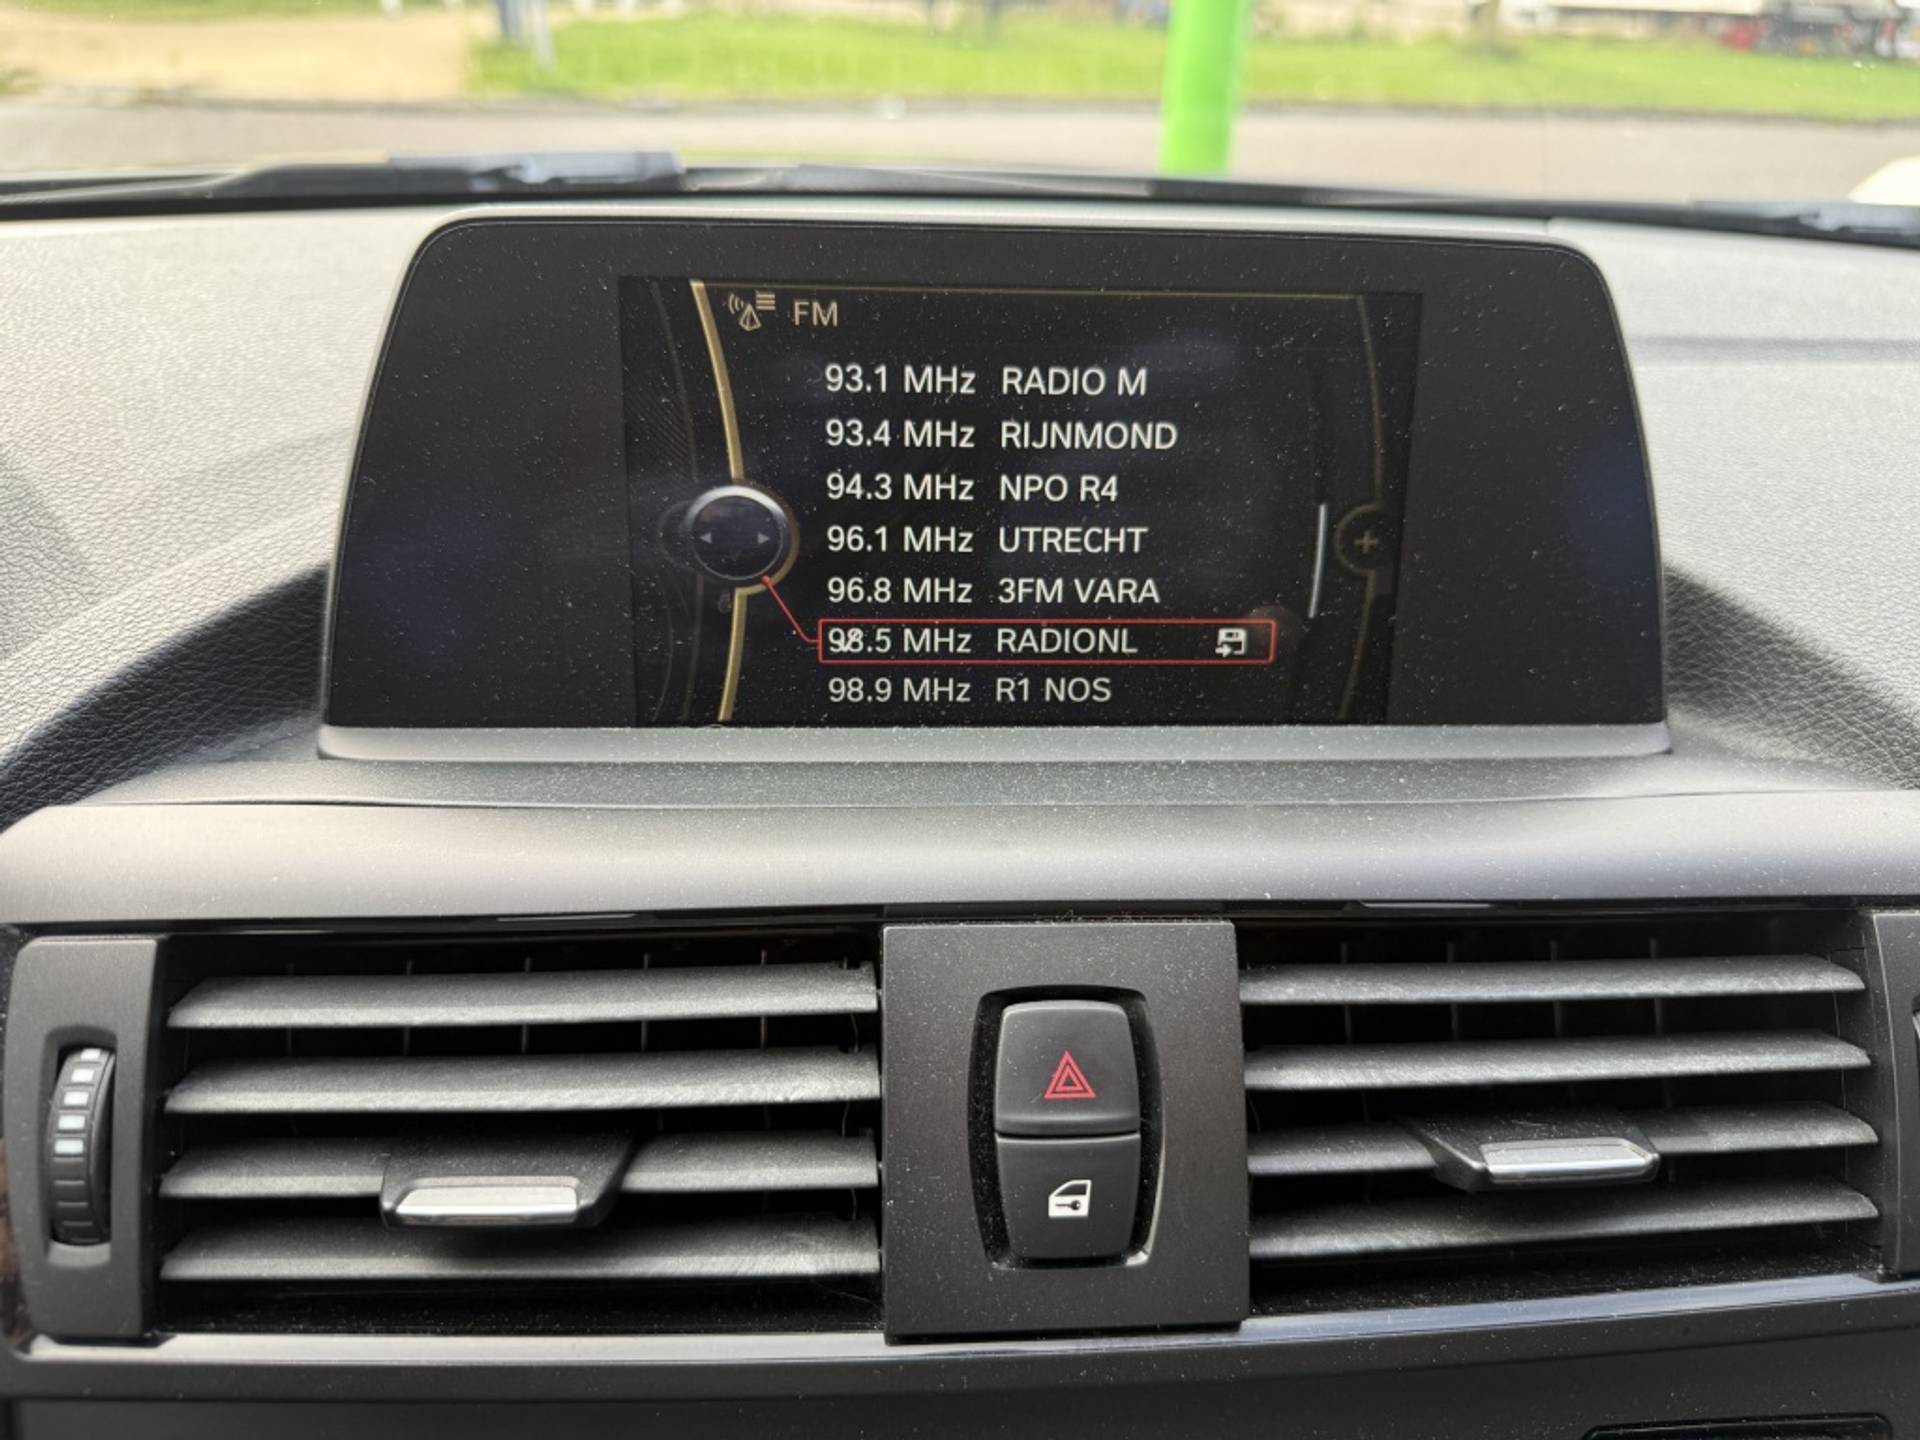 FM
93.1 MHz RADIO M
93.4 MHz RIJNMOND
94.3 MHz NPO R4
96.1 MHz UTRECHT
96.8 MHz 3FM VARA
98.5 MHz RADIONL
98.9 MHz R1 NOS